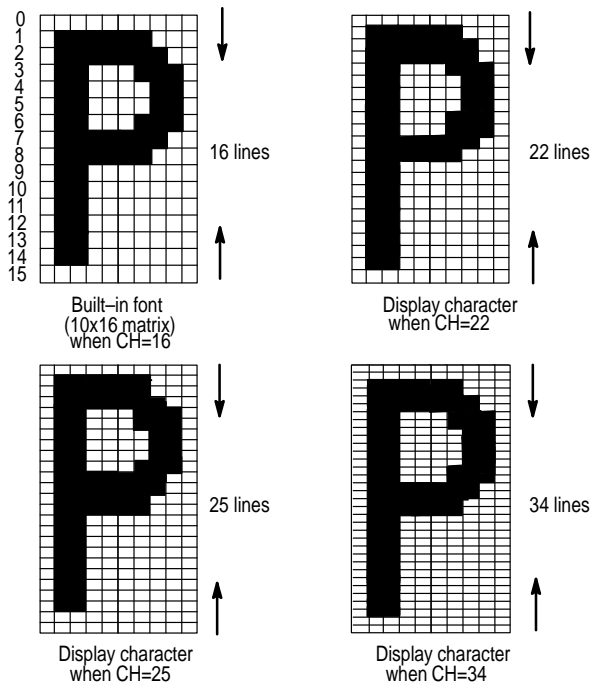 0
1
2
3
4
5
6
7
8
9
10
11
12
13
14
15
16 lines
22 lines
Built–in font
(10x16 matrix)
when CH=16
Display character
when CH=22
25 lines
34 lines
Display character
when CH=25
Display character
when CH=34